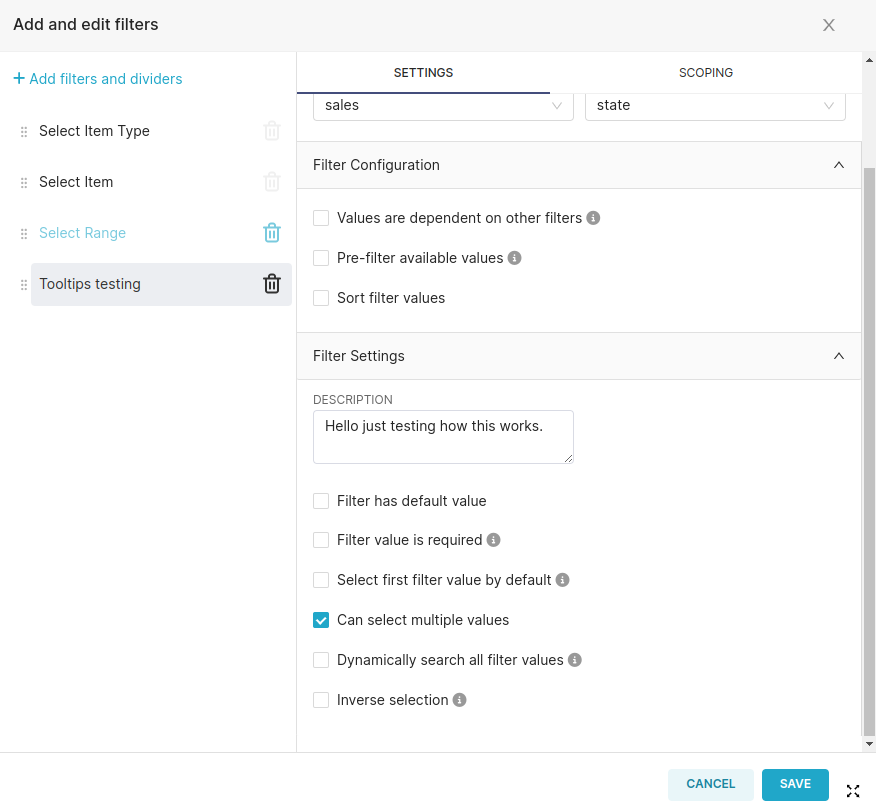 Add and edit filters
+ Add filters and dividers
Select Item Type
Select Item
Select Range
Tooltips testing
SETTINGS
SCOPING
sales
state
Filter Configuration
Values are dependent on other filters
Pre-filter available values
Sort filter values
Filter Settings
DESCRIPTION
Hello just testing how this works.
Filter has default value
Filter value is required
Select first filter value by default
Can select multiple values
Dynamically search all filter values
Inverse selection
CANCEL
SAVE